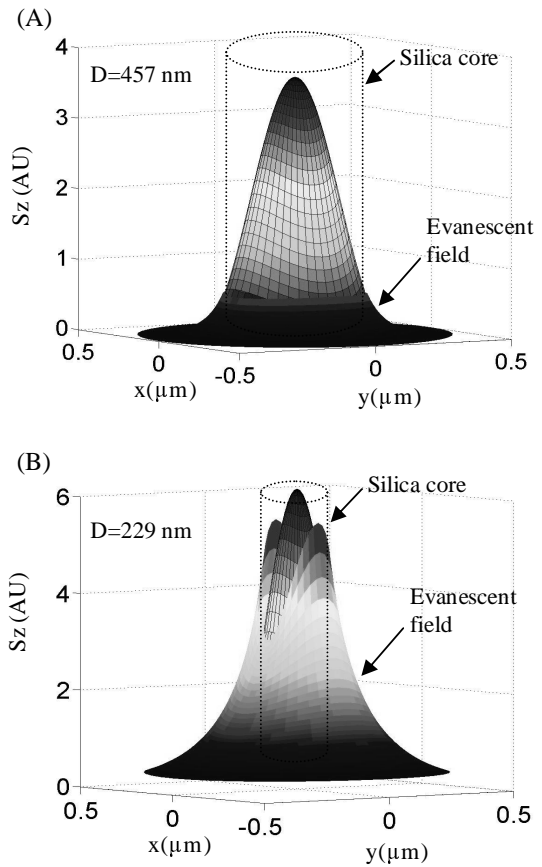 (A)
4
D=457 nm
Silica core
3
Sz (AU)
2
Evanescent
field
1
0
0.5
0
-0.5
0
0.5
x(μm)
y(μm)
(B)
6
D=229 nm
Silica core
Sz (AU)
4
Evanescent
field
2
0
0.5
0
-0.5
0
0.5
x(μm)
y(μm)